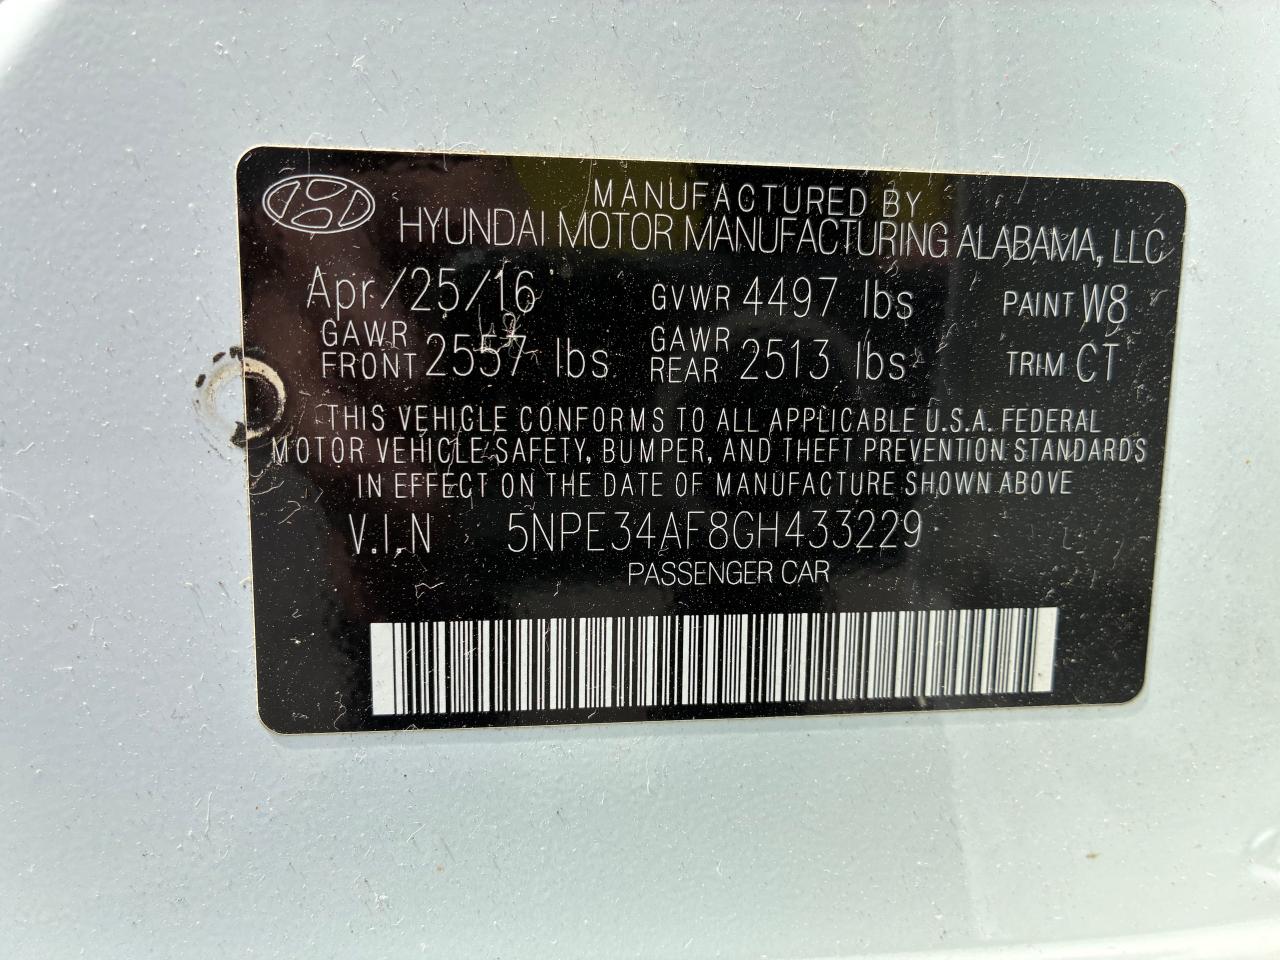 MANUFACTURED BY
HYUNDAI MOTOR MANUFACTURING ALABAMA, LLC
Apr/25/16 GVWR 4497 lbs PAINT W8
GAWR FRONT 2557 lbs GAWR REAR 2513 lbs TRIM CT
THIS VEHICLE CONFORMS TO ALL APPLICABLE U.S.A. FEDERAL
MOTOR VEHICLE SAFETY, BUMPER, AND THEFT PREVENTION STANDARDS
IN EFFECT ON THE DATE OF MANUFACTURE SHOWN ABOVE
V.I.N 5NPE34AF8GH433229
PASSENGER CAR